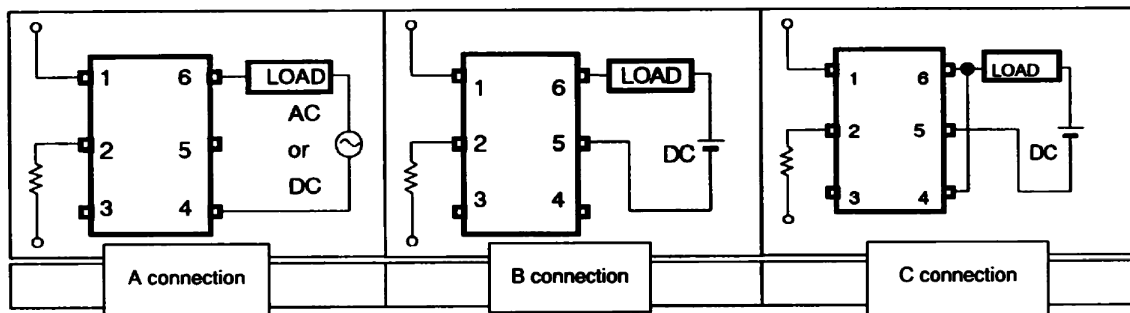 1 6 LOAD
AC
2 5 or
DC
3 4
A connection
1 6 LOAD
2 5 DC
3 4
B connection
1 6 LOAD
2 5 DC
3 4
C connection